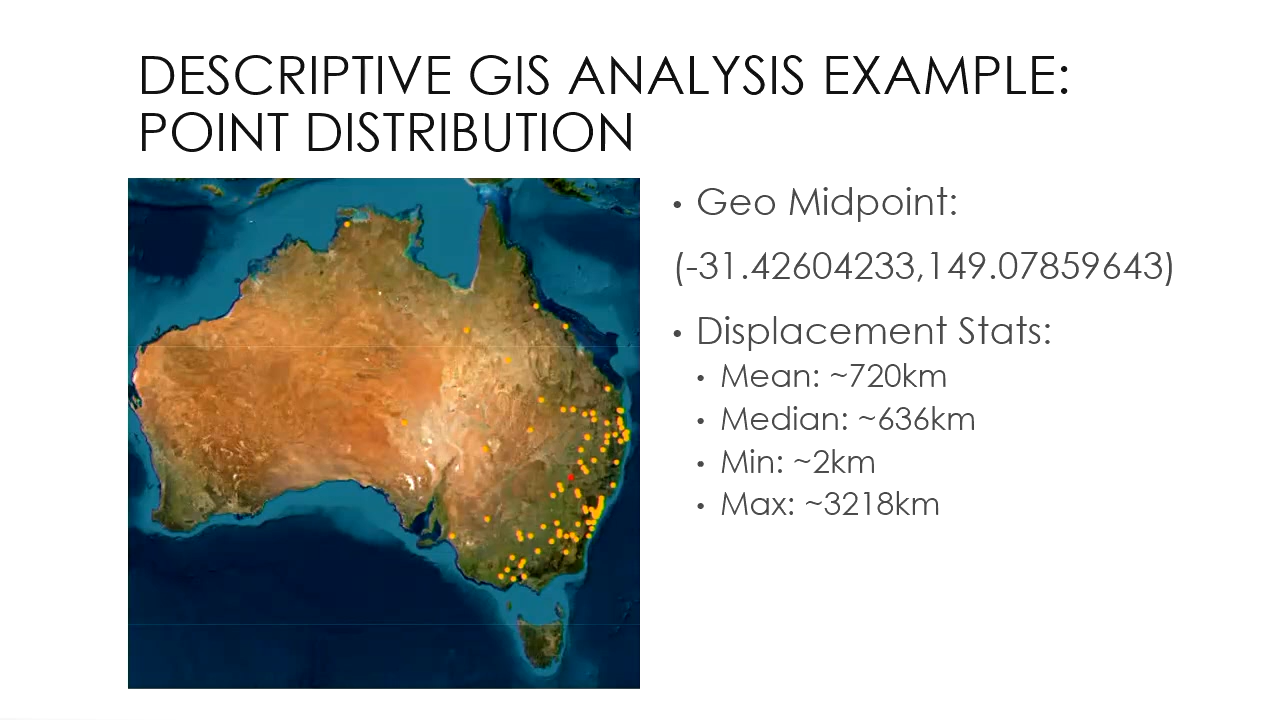 DESCRIPTIVE GIS ANALYSIS EXAMPLE:
POINT DISTRIBUTION
• Geo Midpoint:
(-31.42604233,149.07859643)
• Displacement Stats:
• Mean: ~720km
• Median: ~636km
• Min: ~2km
• Max: ~3218km